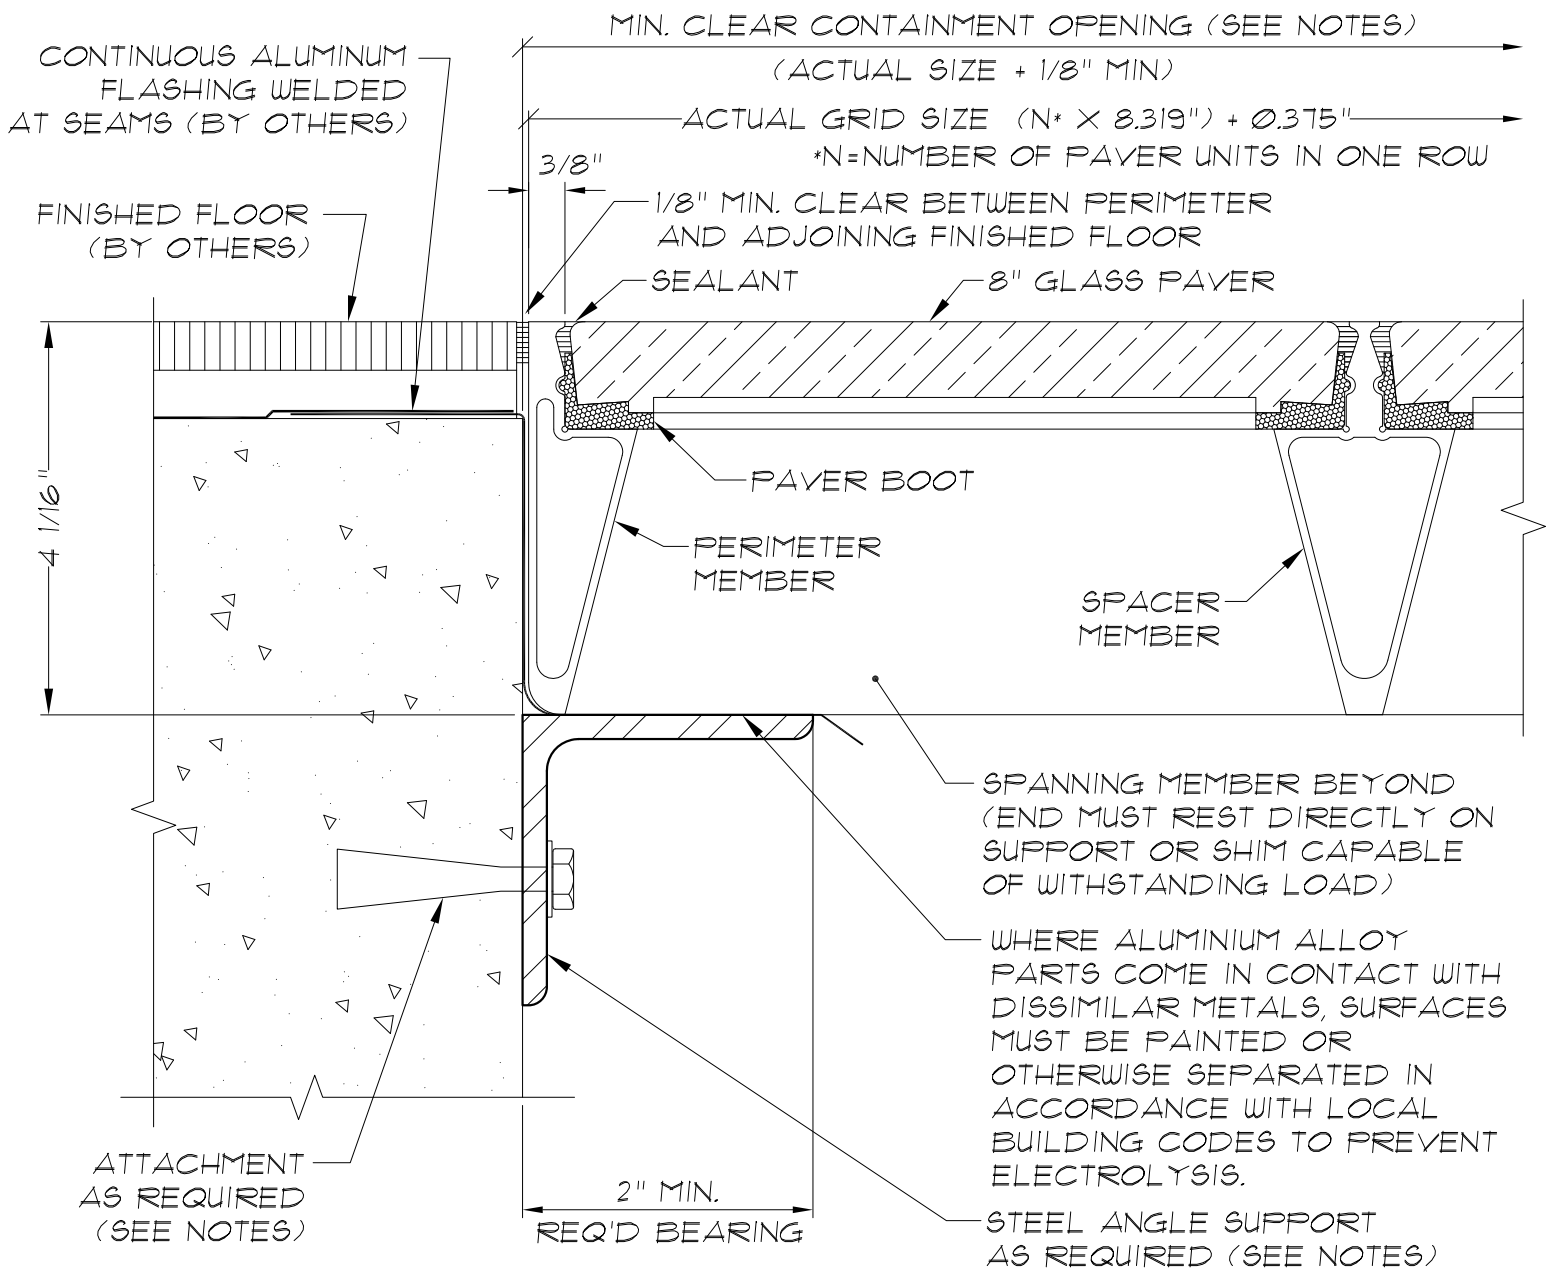 MIN. CLEAR CONTAINMENT OPENING (SEE NOTES)
(ACTUAL SIZE + 1/8" MIN)
CONTINUOUS ALUMINUM
FLASHING WELDED
AT SEAMS (BY OTHERS)
ACTUAL GRID SIZE (N* X 8.319") + Ø.375"
*N=NUMBER OF PAVER UNITS IN ONE ROW
3/8"
1/8" MIN. CLEAR BETWEEN PERIMETER
AND ADJOINING FINISHED FLOOR
FINISHED FLOOR
(BY OTHERS)
SEALANT
8" GLASS PAVER
4 1/16"
PAVER BOOT
PERIMETER
MEMBER
SPACER
MEMBER
SPANNING MEMBER BEYOND
(END MUST REST DIRECTLY ON
SUPPORT OR SHIM CAPABLE
OF WITHSTANDING LOAD)
WHERE ALUMINIUM ALLOY
PARTS COME IN CONTACT WITH
DISSIMILAR METALS, SURFACES
MUST BE PAINTED OR
OTHERWISE SEPARATED IN
ACCORDANCE WITH LOCAL
BUILDING CODES TO PREVENT
ELECTROLYSIS.
ATTACHMENT
AS REQUIRED
(SEE NOTES)
2" MIN.
REQ'D BEARING
STEEL ANGLE SUPPORT
AS REQUIRED (SEE NOTES)